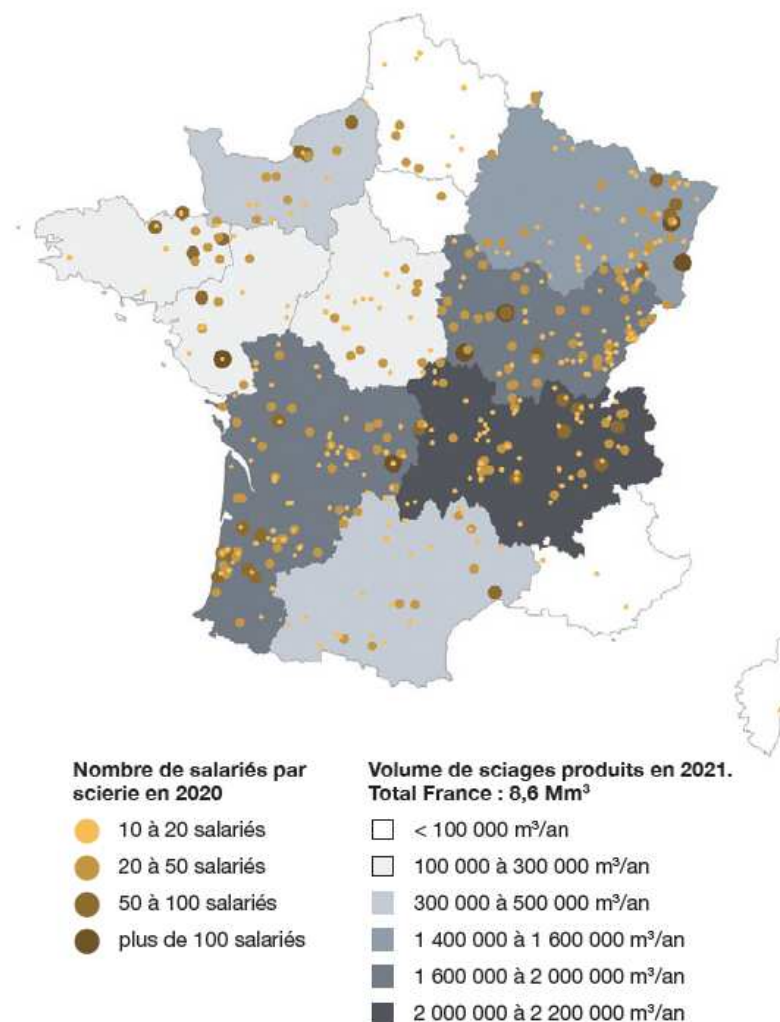 Nombre de salariés par
scierie en 2020
10 à 20 salariés
20 à 50 salariés
50 à 100 salariés
plus de 100 salariés
Volume de sciages produits en 2021.
Total France : 8,6 Mm³
< 100 000 m³/an
100 000 à 300 000 m³/an
300 000 à 500 000 m³/an
1 400 000 à 1 600 000 m³/an
1 600 000 à 2 000 000 m³/an
2 000 000 à 2 200 000 m³/an